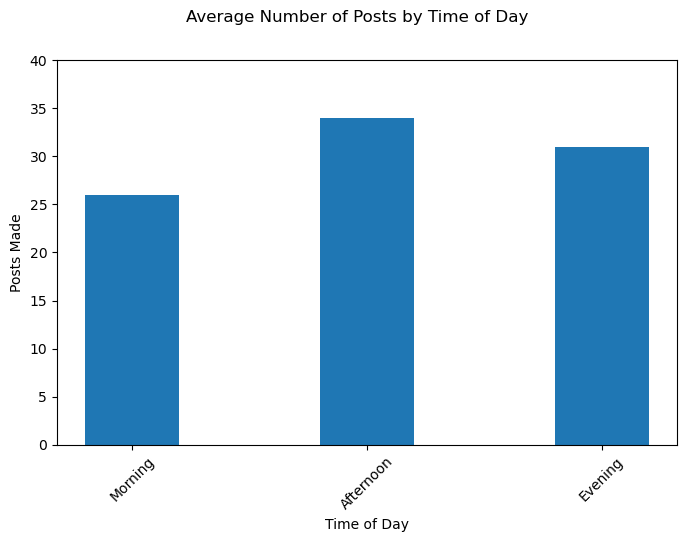 Average Number of Posts by Time of Day
40
35
30
25
20
15
10
5
0
Posts Made
Morning
Afternoon
Evening
Time of Day